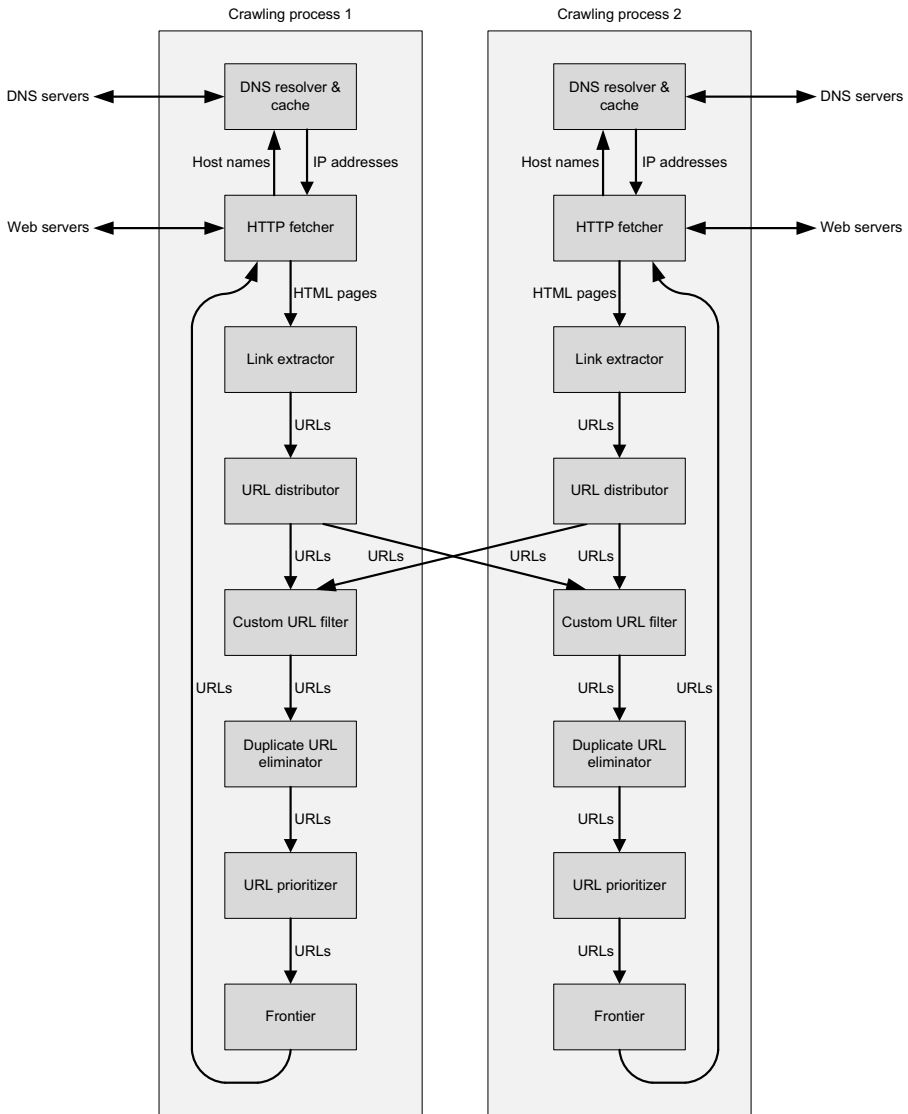 Crawling process 1
Crawling process 2
DNS servers
DNS resolver &
cache
DNS resolver &
cache
DNS servers
Host names
IP addresses
Host names
IP addresses
Web servers
HTTP fetcher
HTTP fetcher
Web servers
HTML pages
HTML pages
Link extractor
Link extractor
URLs
URLs
URL distributor
URL distributor
URLs
URLs
URLs
URLs
Custom URL filter
Custom URL filter
URLs
URLs
URLs
URLs
Duplicate URL
eliminator
Duplicate URL
eliminator
URLs
URLs
URL prioritizer
URL prioritizer
URLs
URLs
Frontier
Frontier